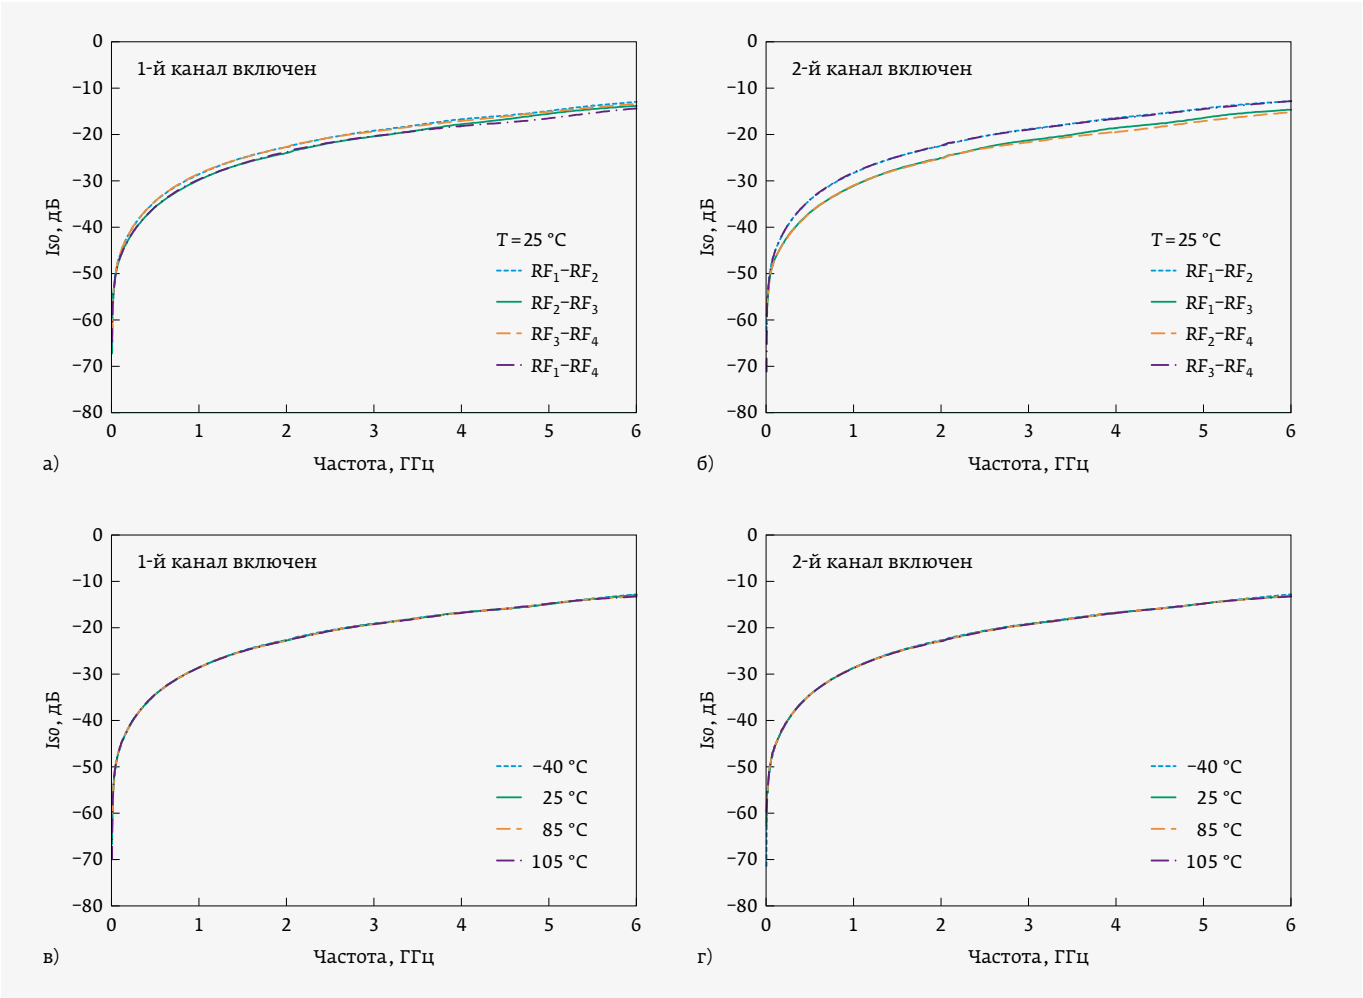 0
−10
−20
−30
−40
−50
−60
−70
−80
Iso, дБ
1-й канал включен
T = 25 °C
RF1−RF2
RF2−RF3
RF3−RF4
RF1−RF4
0 1 2 3 4 5 6
а)
Частота, ГГц
0
−10
−20
−30
−40
−50
−60
−70
−80
Iso, дБ
2-й канал включен
T = 25 °C
RF1−RF2
RF1−RF3
RF2−RF4
RF3−RF4
0 1 2 3 4 5 6
б)
Частота, ГГц
0
−10
−20
−30
−40
−50
−60
−70
−80
Iso, дБ
1-й канал включен
−40 °C
25 °C
85 °C
105 °C
0 1 2 3 4 5 6
в)
Частота, ГГц
0
−10
−20
−30
−40
−50
−60
−70
−80
Iso, дБ
2-й канал включен
−40 °C
25 °C
85 °C
105 °C
0 1 2 3 4 5 6
г)
Частота, ГГц